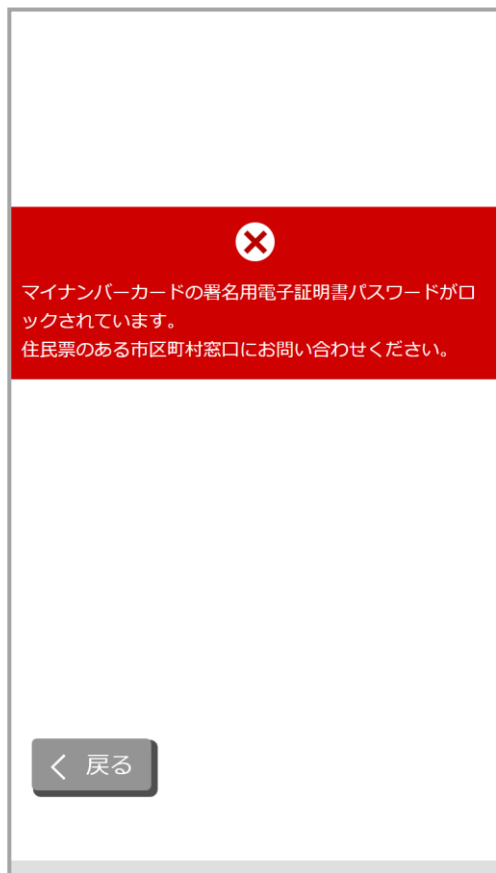 マイナンバーカードの署名用電子証明書パスワードがロ
ックされています。
住民票のある市区町村窓口にお問い合わせください。
戻る